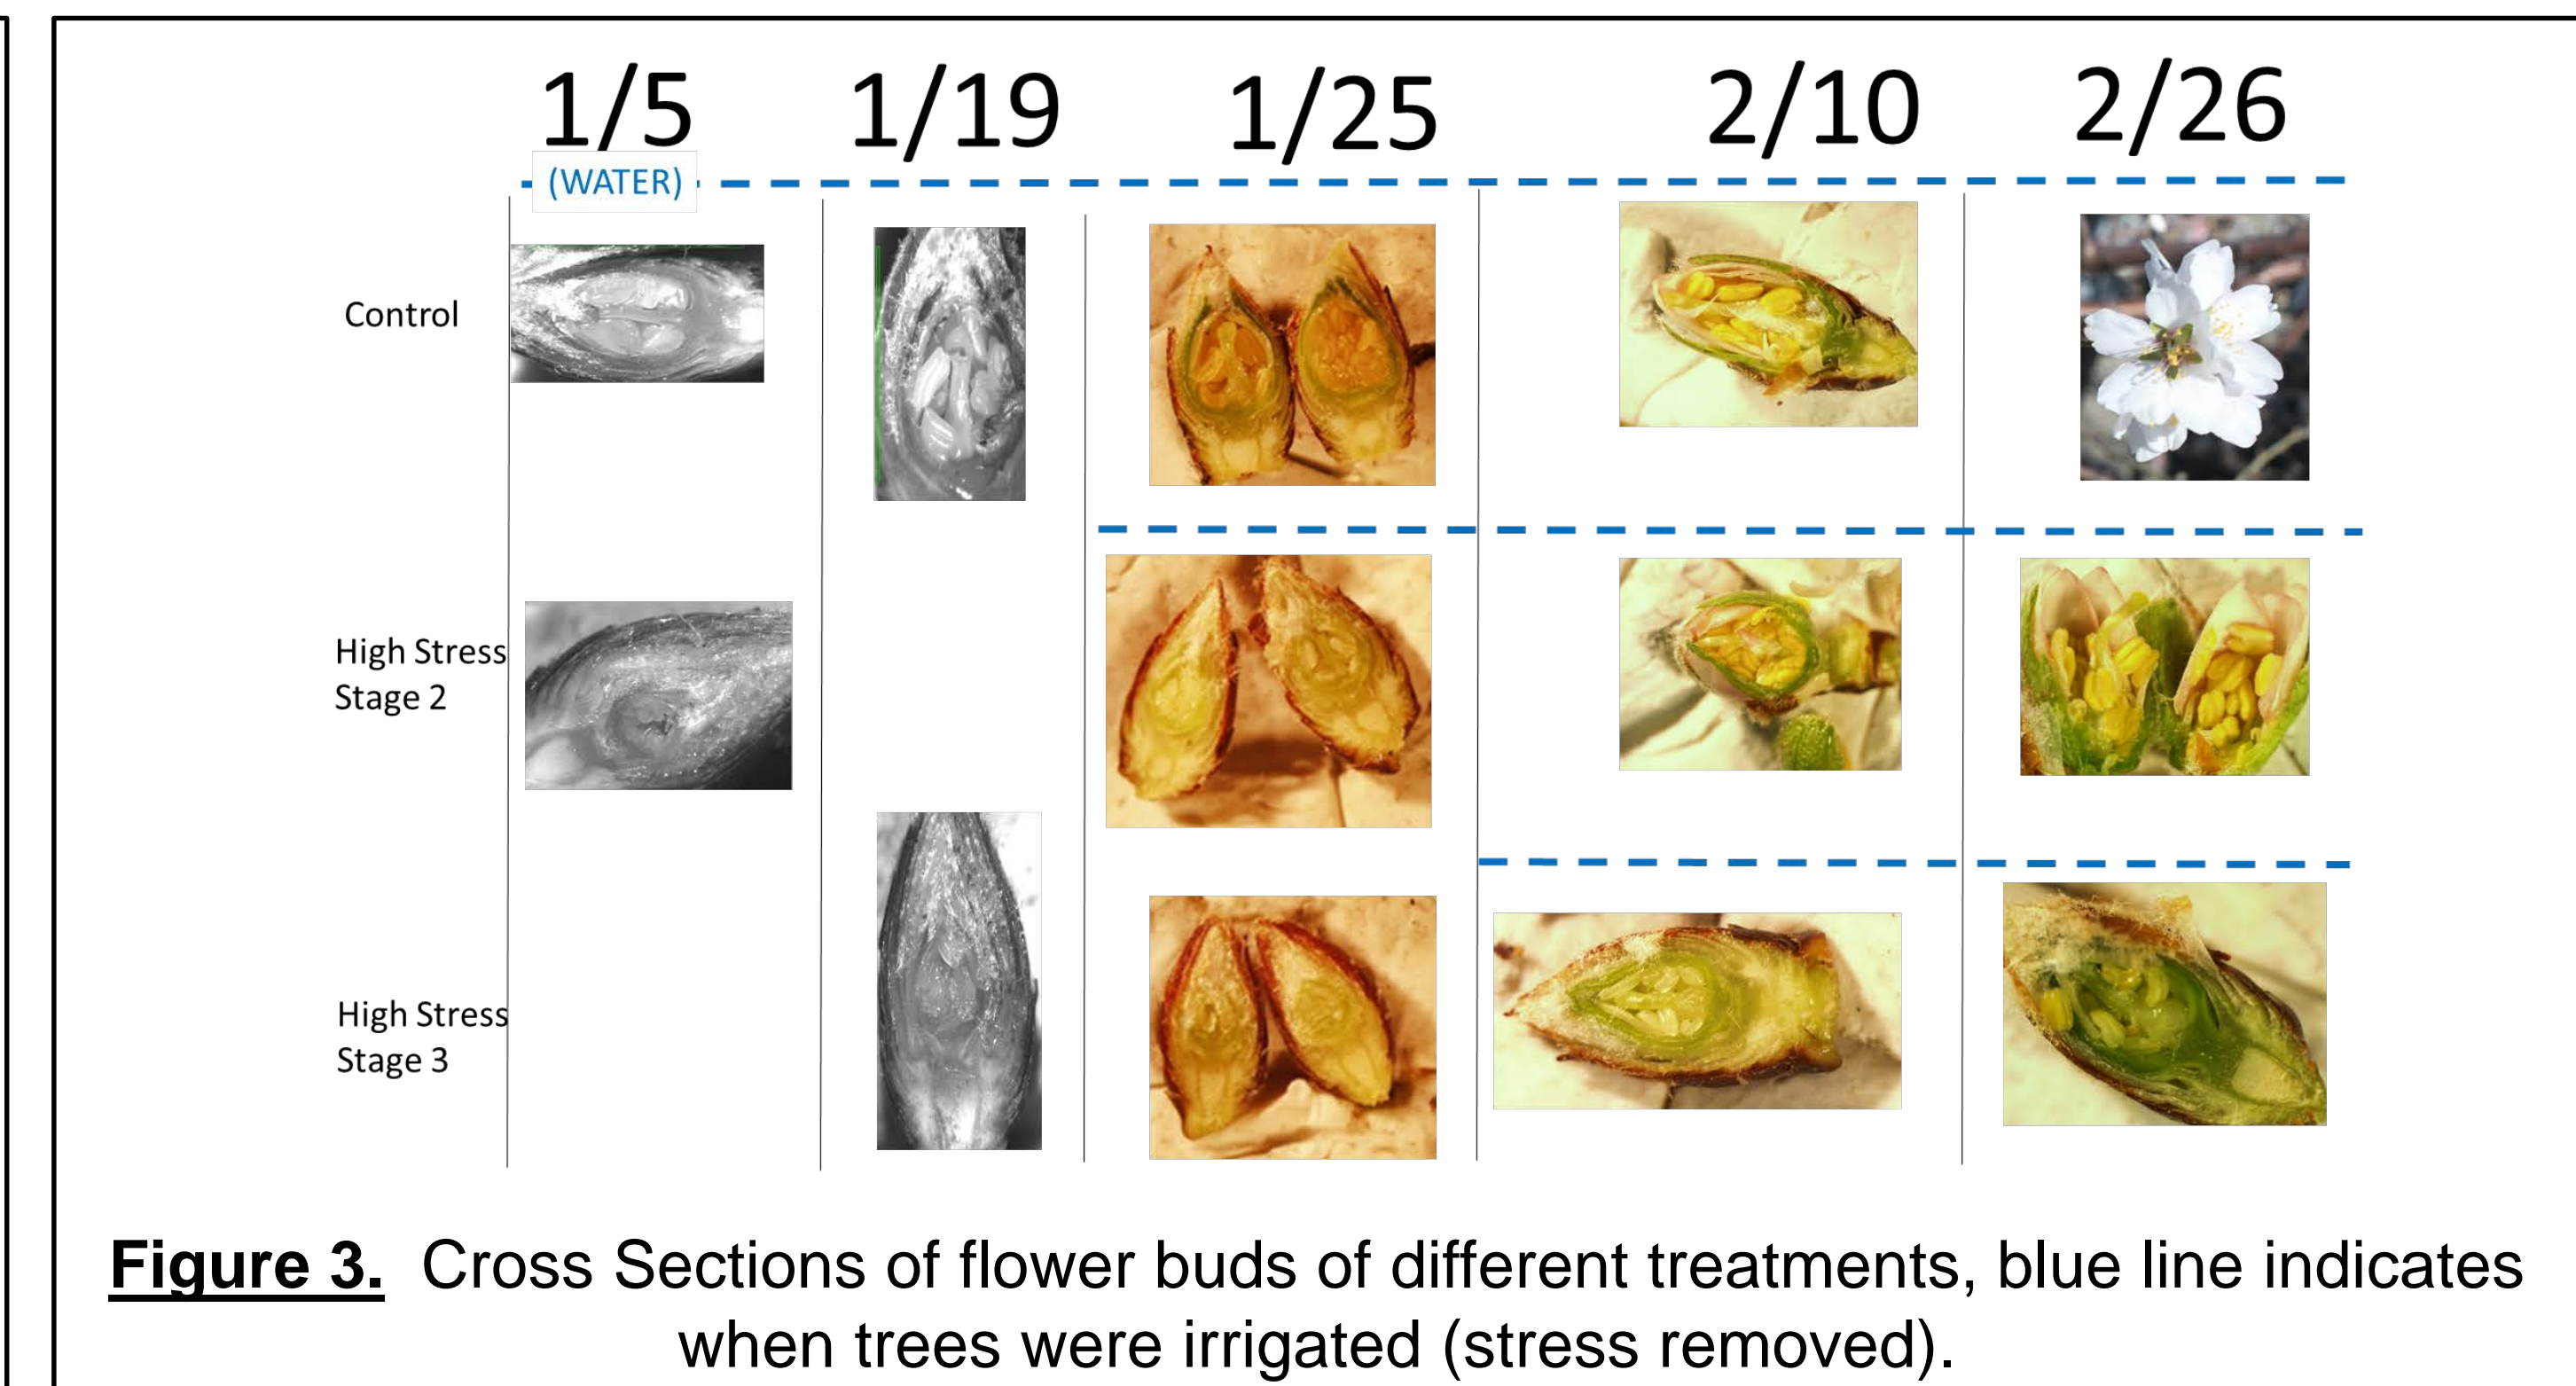 1/5 1/19 1/25 2/10 2/26
(WATER)
Control
High Stress
Stage 2
High Stress
Stage 3
Figure 3. Cross Sections of flower buds of different treatments, blue line indicates
when trees were irrigated (stress removed).